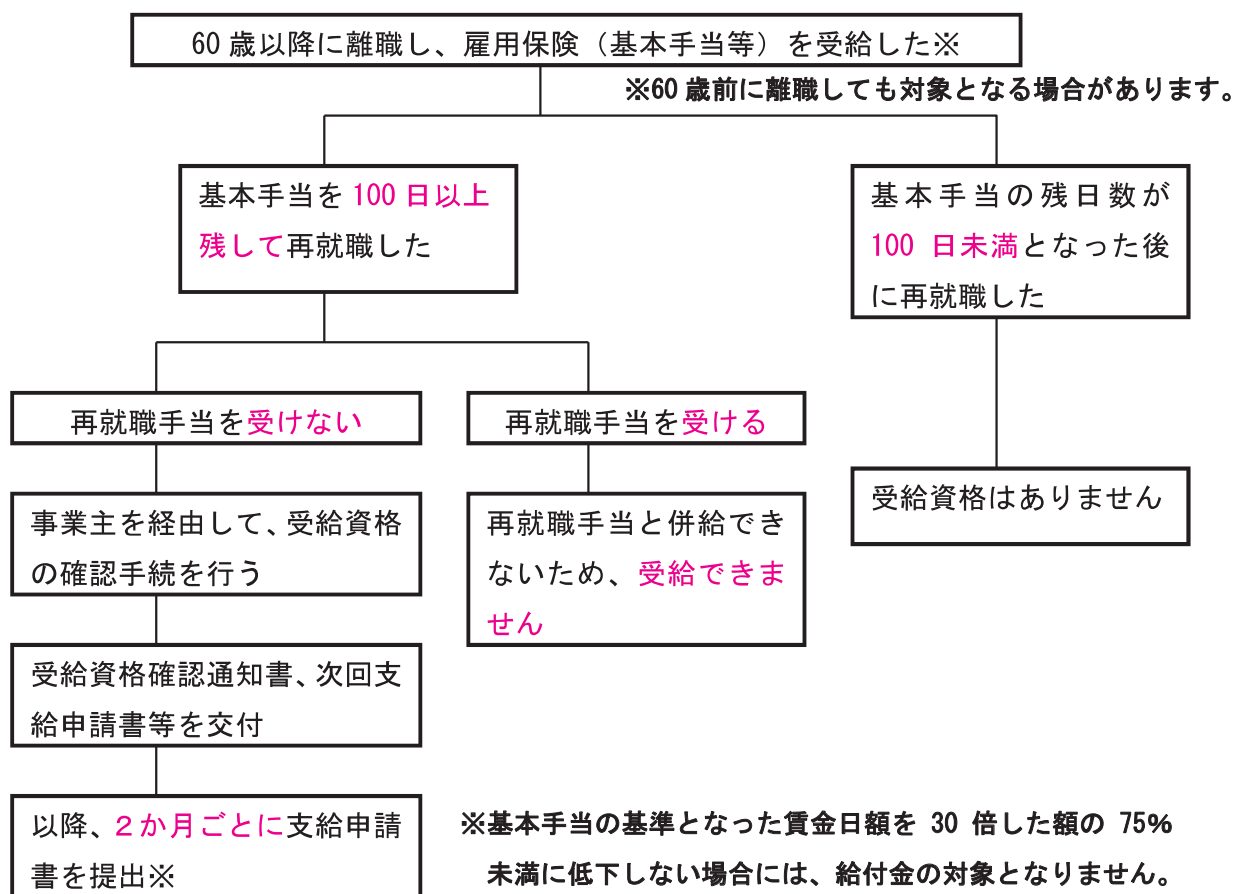 60歳以降に離職し、雇用保険（基本手当等）を受給した※
※60歳前に離職しても対象となる場合があります。
基本手当を100日以上
残して再就職した
基本手当の残日数が
100日未満となった後
に再就職した
再就職手当を受けない
再就職手当を受ける
受給資格はありません
事業主を経由して、受給資格
の確認手続を行う
再就職手当と併給でき
ないため、受給できま
せん
受給資格確認通知書、次回支
給申請書等を交付
以降、２か月ごとに支給申請
書を提出※
※基本手当の基準となった賃金日額を 30 倍した額の 75%
未満に低下しない場合には、給付金の対象となりません。